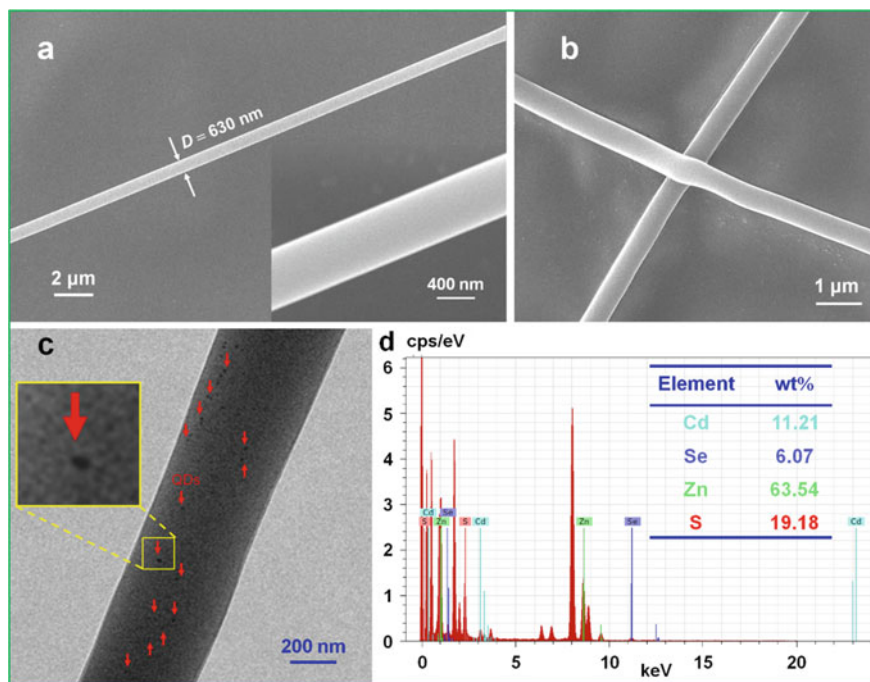 a
D = 630 nm
2 μm
400 nm
b
1 μm
c
QDs
200 nm
d
cps/eV
6
5
4
3
2
1
0
Element wt%
Cd 11.21
Se 6.07
Zn 63.54
S 19.18
Cd Se
S Zn S Cd Zn Se Cd
0 5 10 15 20
keV